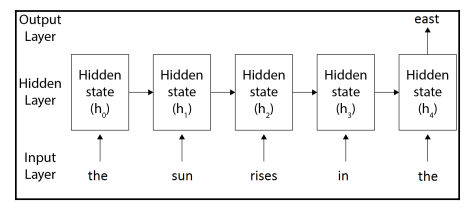 Output
Layer
east
Hidden
Layer
Hidden
state
(h₀)
Hidden
state
(h₁)
Hidden
state
(h₂)
Hidden
state
(h₃)
Hidden
state
(h₄)
Input
Layer
the
sun
rises
in
the